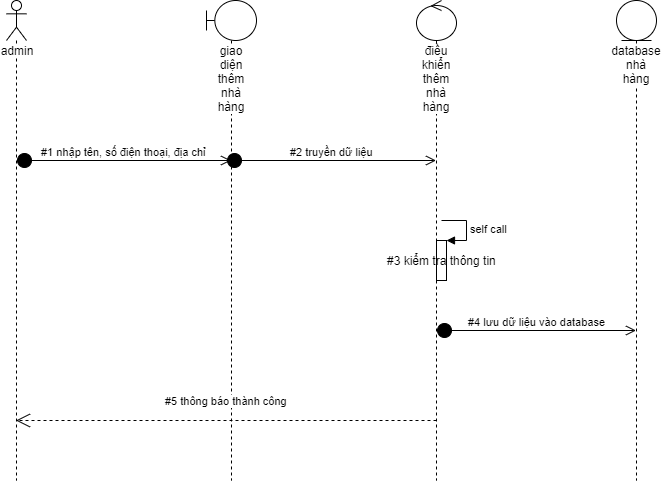 admin
giao
diện
thêm
nhà
hàng
điều
khiển
thêm
nhà
hàng
database
nhà
hàng
#1 nhập tên, số điện thoại, địa chỉ
#2 truyền dữ liệu
self call
#3 kiểm tra thông tin
#4 lưu dữ liệu vào database
#5 thông báo thành công